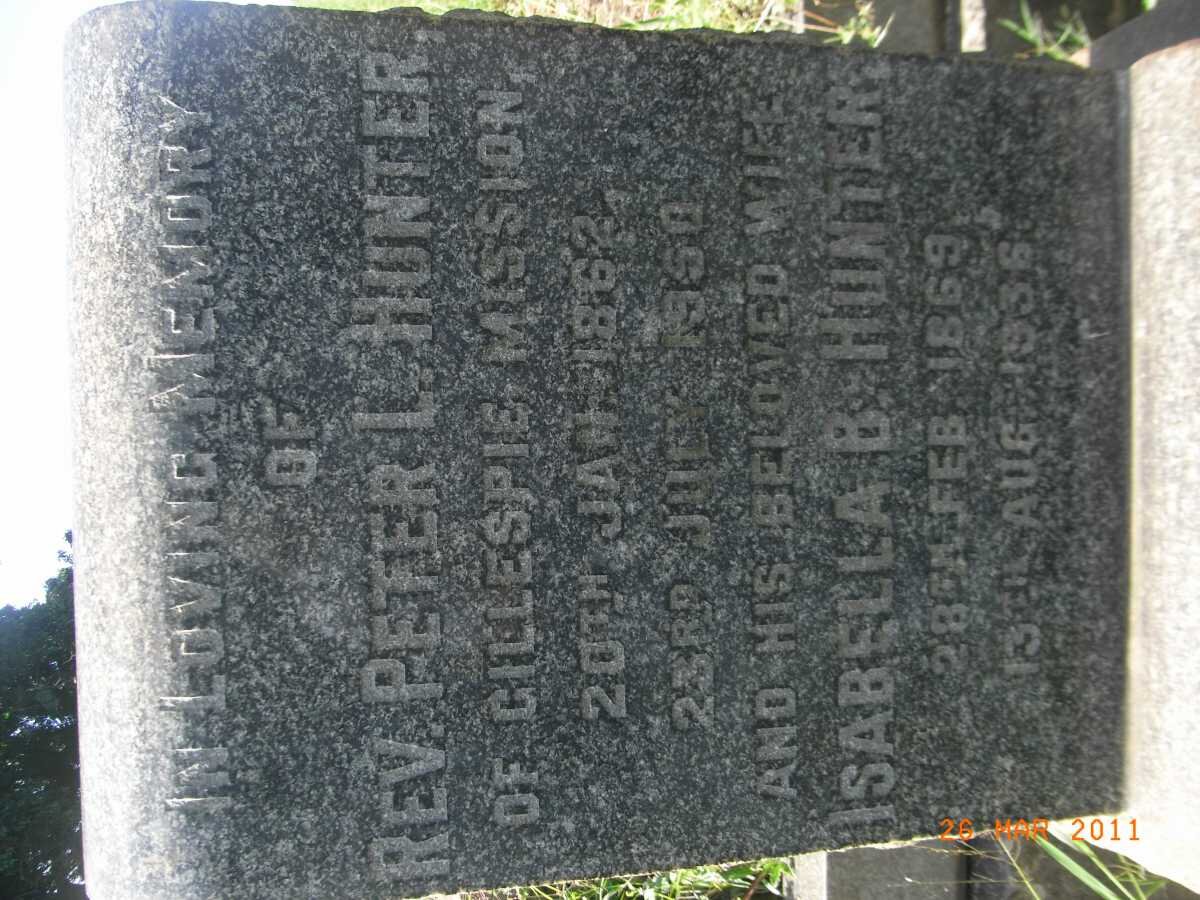 IN LOVING MEMORY
OF
REV. PETER L. HUNTER,
OF GILLESPIE MISSION,
20TH JAN. 1862,
23RD JULY 1950.
AND HIS BELOVED WIFE
ISABELLA B. HUNTER,
28TH FEB 1869,
13TH AUG. 1936.
26 MAR 2011